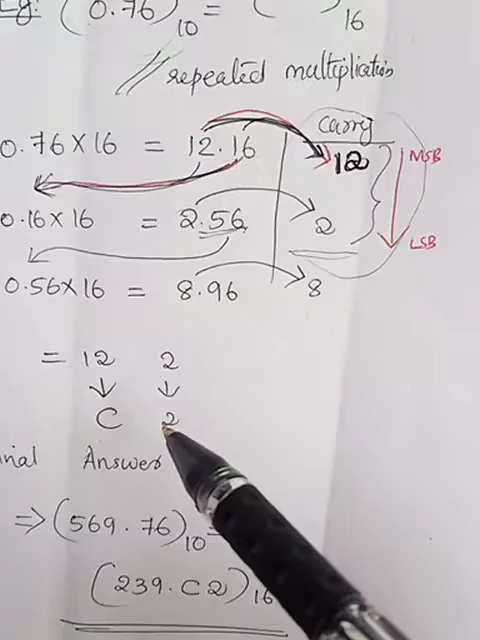 Eg: (0.76)10 = ( )16
// repeated multiplication
carry
0.76 X 16 = 12.16 12 MSB
0.16 X 16 = 2.56 2
LSB
0.56 X 16 = 8.96 8
= 12 2
↓ ↓
C 2
inal Answer
⇒ (569.76)10 =
(239.C2)16